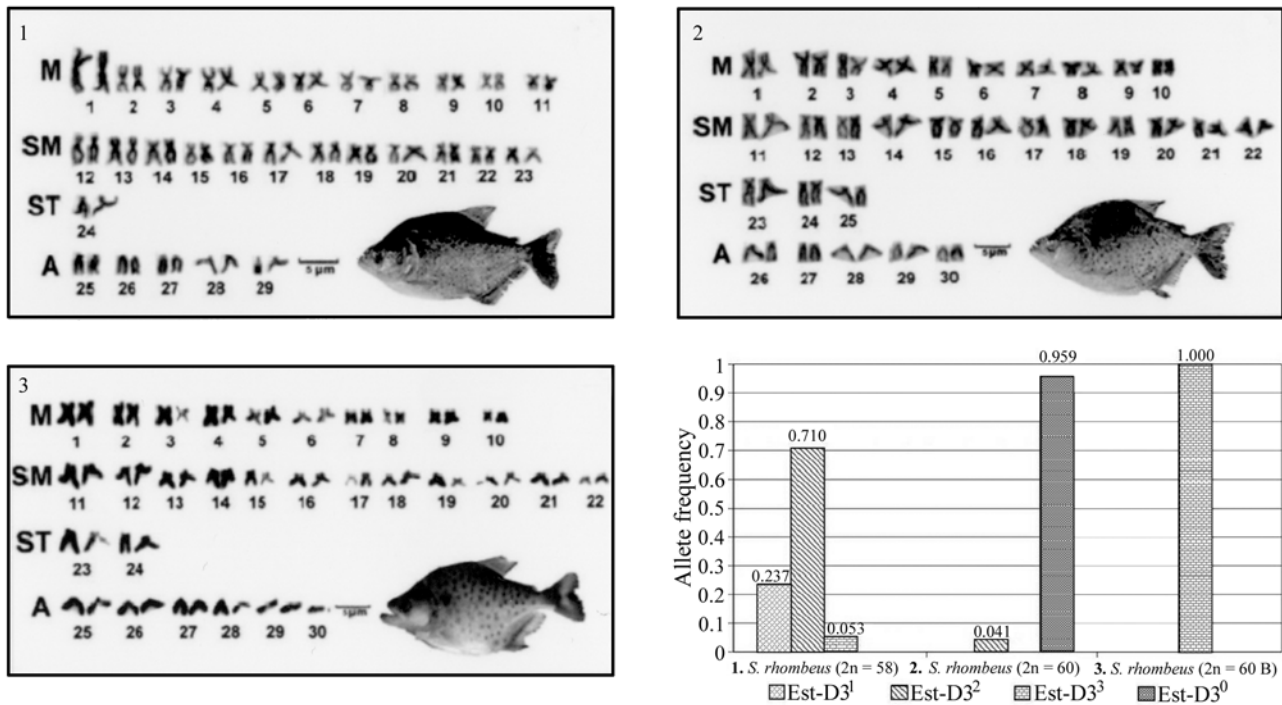 1
M
1 2 3 4 5 6 7 8 9 10 11
SM
12 13 14 15 16 17 18 19 20 21 22 23
ST
24
A
5 µm
25 26 27 28 29
2
M
1 2 3 4 5 6 7 8 9 10
SM
11 12 13 14 15 16 17 18 19 20 21 22
ST
23 24 25
A
5µm
26 27 28 29 30
3
M
1 2 3 4 5 6 7 8 9 10
SM
11 12 13 14 15 16 17 18 19 20 21 22
ST
23 24
A
5µm
25 26 27 28 29 30
Allete frequency
1
0.9
0.8
0.7
0.6
0.5
0.4
0.3
0.2
0.1
0
0.237
0.710
0.053
0.041
0.959
1.000
1. S. rhombeus (2n = 58) 2. S. rhombeus (2n = 60) 3. S. rhombeus (2n = 60 B)
Est-D3¹ Est-D3² Est-D3³ Est-D3⁰